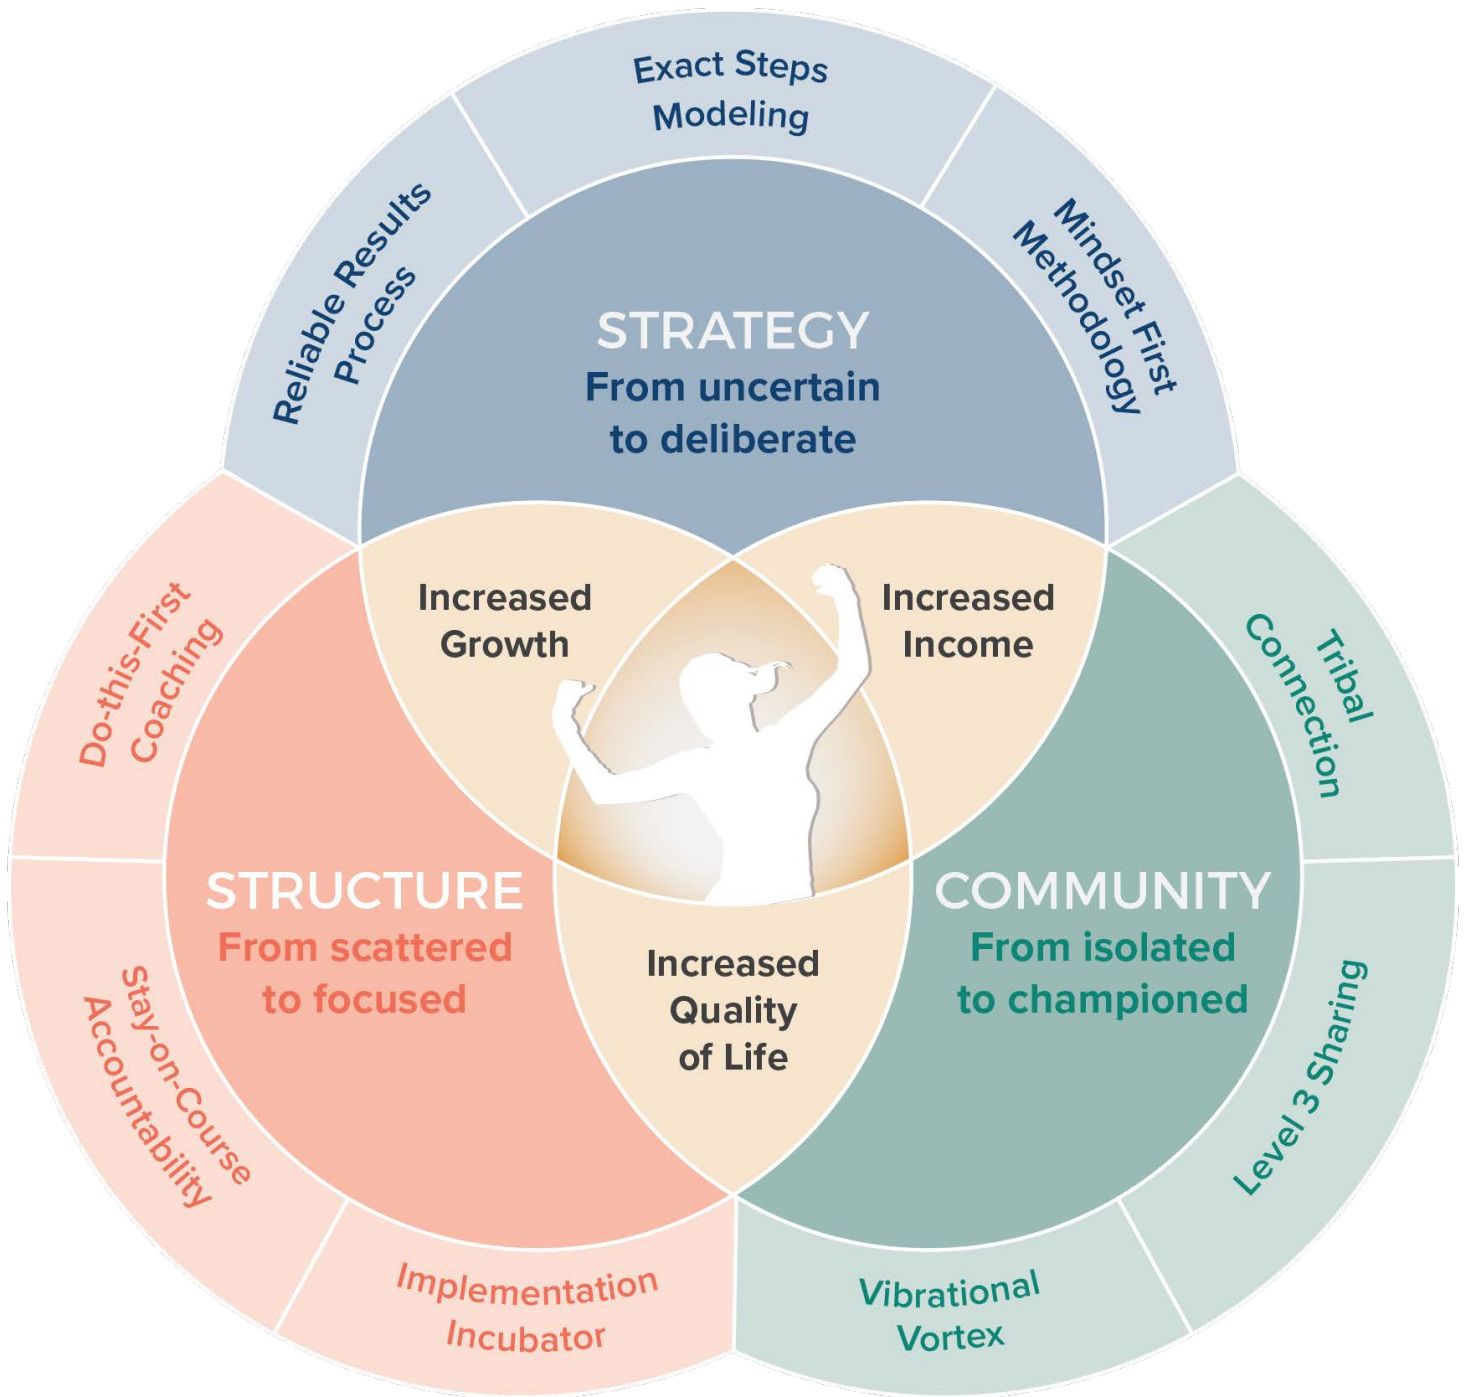 Exact Steps
Modeling
Reliable Results
Process
Mindset First
Methodology
STRATEGY
From uncertain
to deliberate
Increased
Growth
Increased
Income
Do-this-First
Coaching
Tribal
Connection
STRUCTURE
From scattered
to focused
COMMUNITY
From isolated
to championed
Increased
Quality
of Life
Stay-on-Course
Accountability
Level 3 Sharing
Implementation
Incubator
Vibrational
Vortex